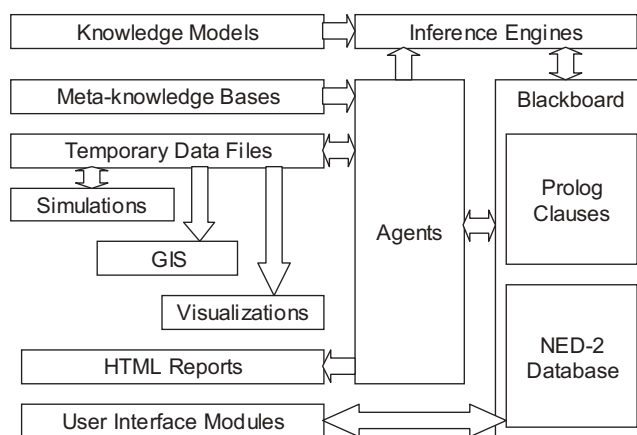 Knowledge Models
Inference Engines
Meta-knowledge Bases
Blackboard
Temporary Data Files
Prolog
Clauses
Simulations
Agents
GIS
Visualizations
NED-2
Database
HTML Reports
User Interface Modules